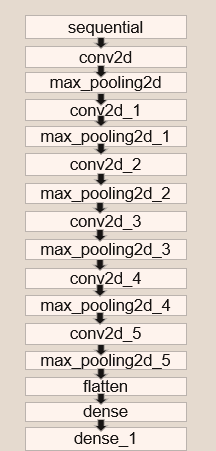 sequential
conv2d
max_pooling2d
conv2d_1
max_pooling2d_1
conv2d_2
max_pooling2d_2
conv2d_3
max_pooling2d_3
conv2d_4
max_pooling2d_4
conv2d_5
max_pooling2d_5
flatten
dense
dense_1